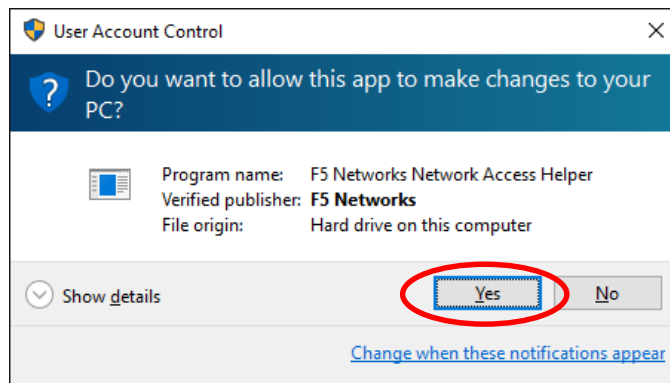 User Account Control
Do you want to allow this app to make changes to your
PC?
Program name: F5 Networks Network Access Helper
Verified publisher: F5 Networks
File origin: Hard drive on this computer
Show details
Yes
No
Change when these notifications appear